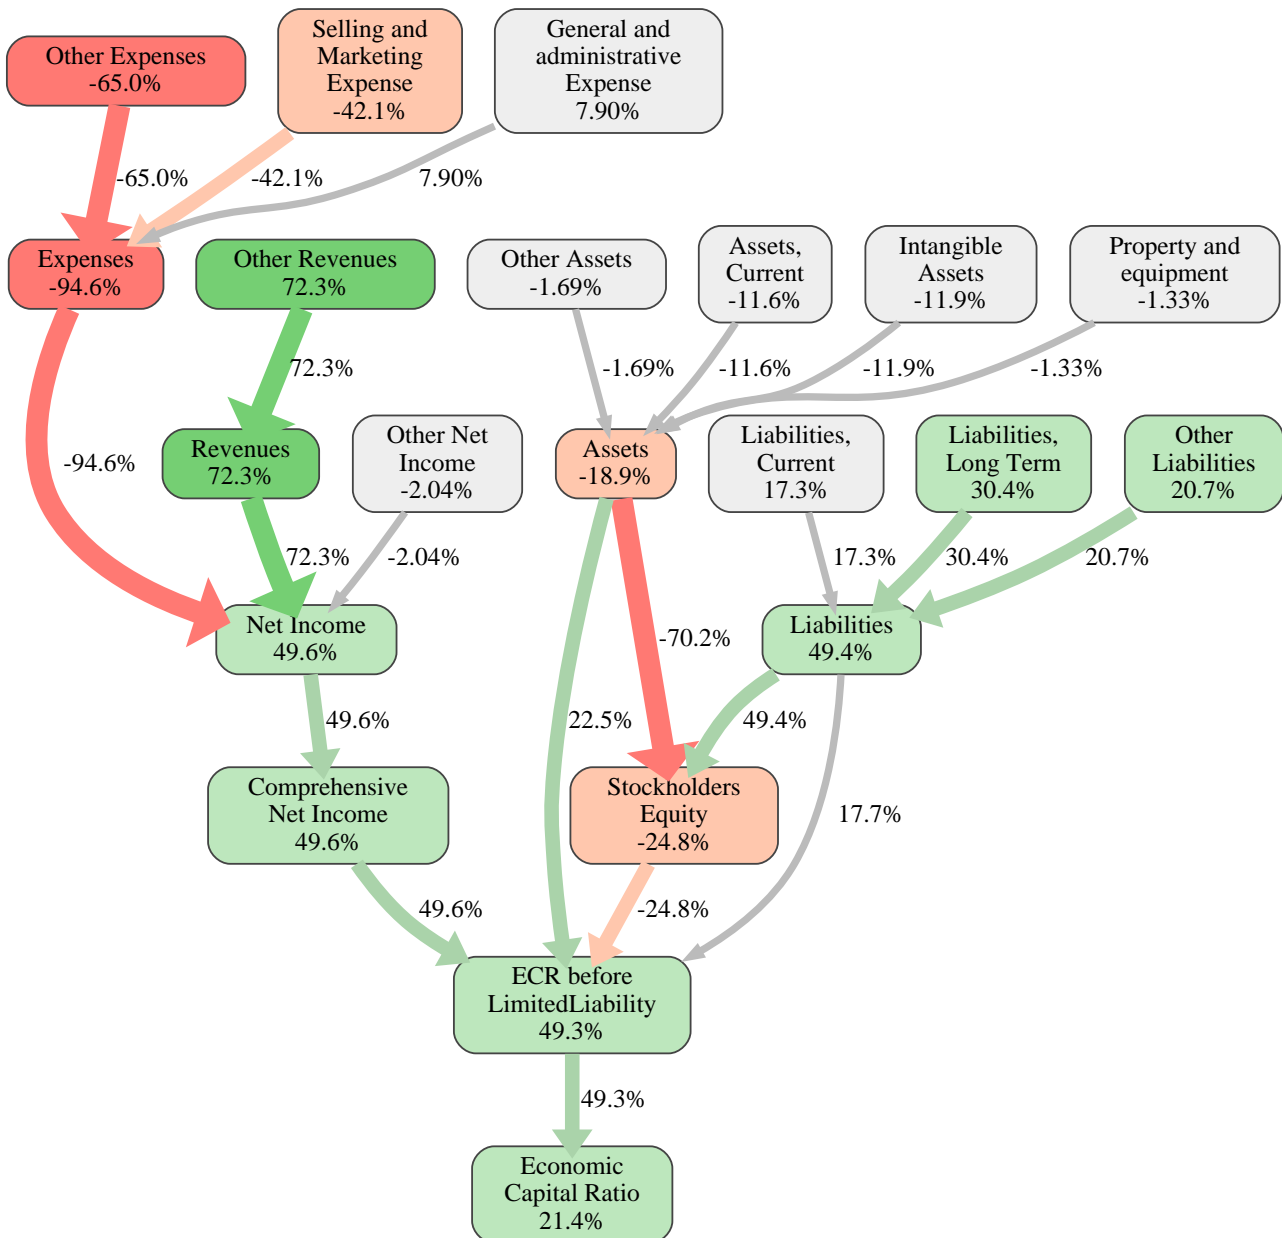 Other Expenses
-65.0%
Selling and
Marketing
Expense
-42.1%
General and
administrative
Expense
7.90%
-65.0%
-42.1%
7.90%
Expenses
-94.6%
Other Revenues
72.3%
Other Assets
-1.69%
Assets,
Current
-11.6%
Intangible
Assets
-11.9%
Property and
equipment
-1.33%
72.3%
-1.69%
-11.6%
-11.9%
-1.33%
-94.6%
Revenues
72.3%
Other Net
Income
-2.04%
Assets
-18.9%
Liabilities,
Current
17.3%
Liabilities,
Long Term
30.4%
Other
Liabilities
20.7%
72.3%
-2.04%
17.3%
30.4%
20.7%
Net Income
49.6%
-70.2%
Liabilities
49.4%
49.6%
22.5%
49.4%
Comprehensive
Net Income
49.6%
Stockholders
Equity
-24.8%
17.7%
49.6%
-24.8%
ECR before
LimitedLiability
49.3%
49.3%
Economic
Capital Ratio
21.4%